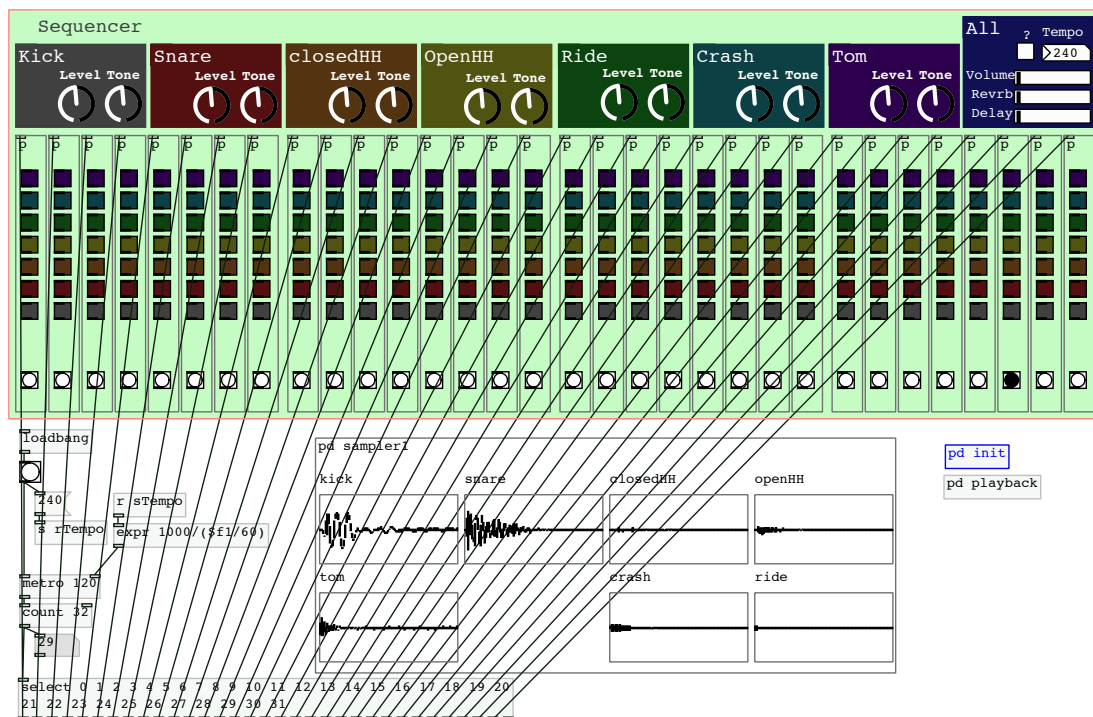 Sequencer
Kick
Level Tone
Snare
Level Tone
closedHH
Level Tone
OpenHH
Level Tone
Ride
Level Tone
Crash
Level Tone
Tom
Level Tone
All
? Tempo
240
Volume
Revrb
Delay
p p p p p p p p p p p p p p p p p p p p p p p p p p p p p p p p
loadbang
240
s rTempo
r sTempo
expr 1000/($f1/60)
metro 120
count 32
29
select 0 1 2 3 4 5 6 7 8 9 10 11 12 13 14 15 16 17 18 19 20
21 22 23 24 25 26 27 28 29 30 31
pd sampler1
kick
snare
closedHH
openHH
tom
crash
ride
pd init
pd playback